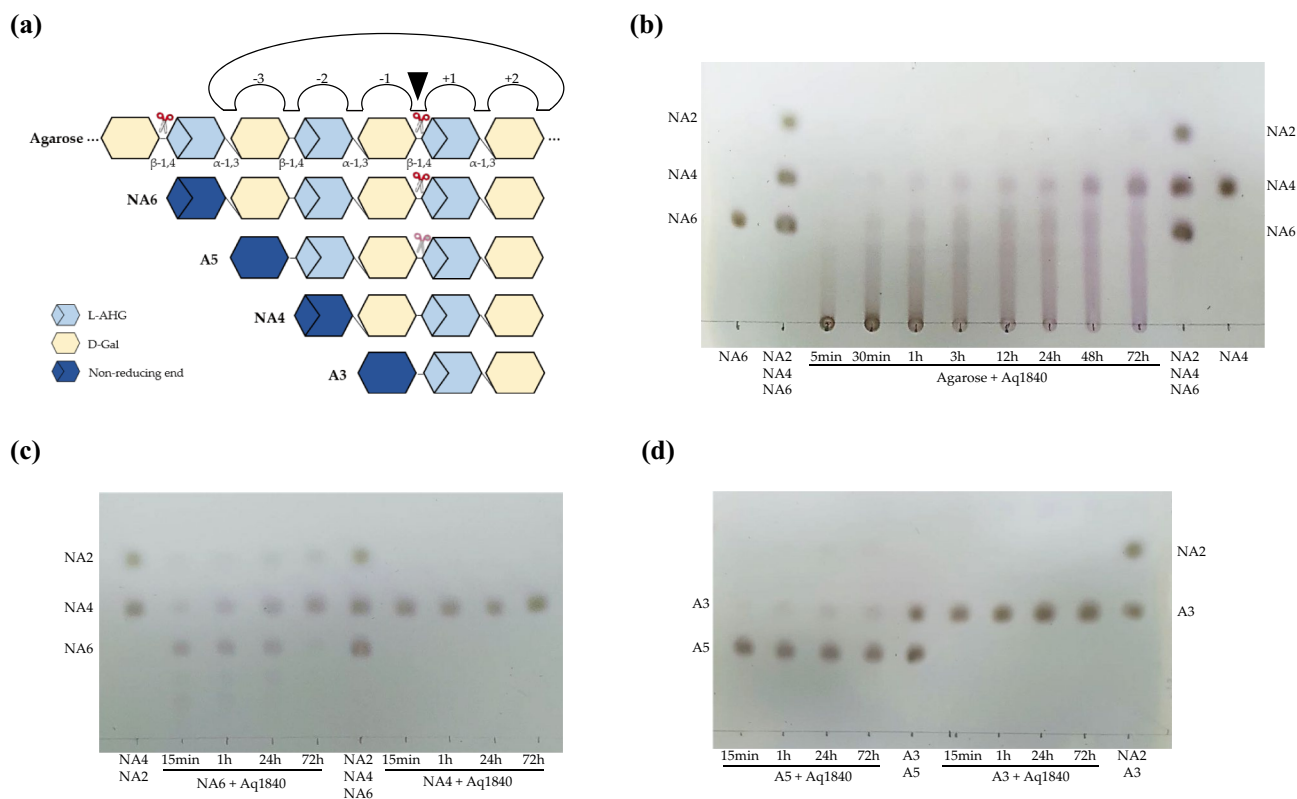 (a)
-3 -2 -1 +1 +2
Agarose ... ...
β-1,4 α-1,3 β-1,4 α-1,3 β-1,4 α-1,3
NA6
A5
NA4
A3
L-AHG
D-Gal
Non-reducing end
(b)
NA2 NA2
NA4 NA4
NA6 NA6
NA6 NA2 5min 30min 1h 3h 12h 24h 48h 72h NA2 NA4
NA4 Agarose + Aq1840 NA4
NA6 NA6
(c)
NA2
NA4
NA6
NA4 15min 1h 24h 72h NA2 15min 1h 24h 72h
NA2 NA6 + Aq1840 NA4 NA4 + Aq1840
NA6
(d)
NA2
A3 A3
A5
15min 1h 24h 72h A3 15min 1h 24h 72h NA2
A5 + Aq1840 A5 A3 + Aq1840 A3